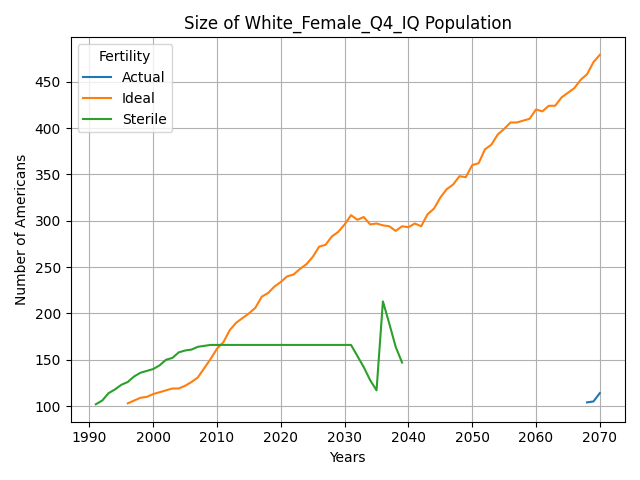 Size of White_Female_Q4_IQ Population
Fertility
Actual
Ideal
Sterile
Number of Americans
450
400
350
300
250
200
150
100
1990 2000 2010 2020 2030 2040 2050 2060 2070
Years